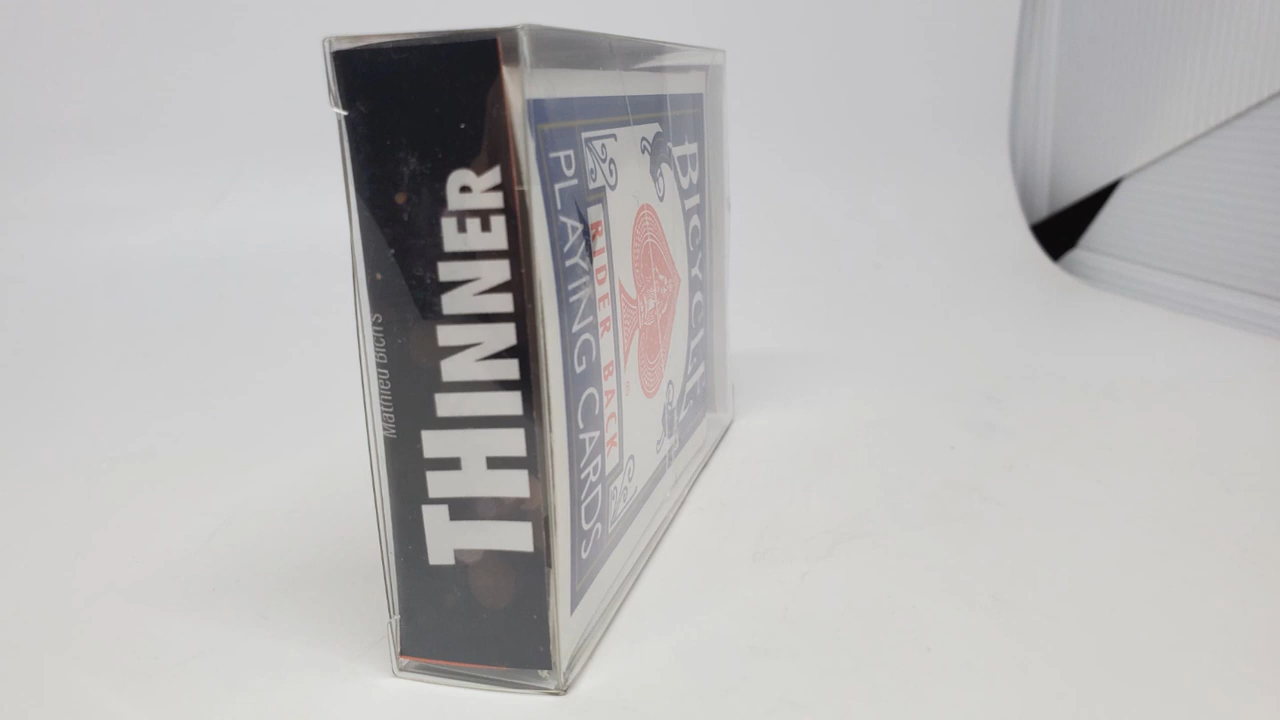 Mathieu Bich's
THINNER
BICYCLE
RIDER BACK
PLAYING CARDS